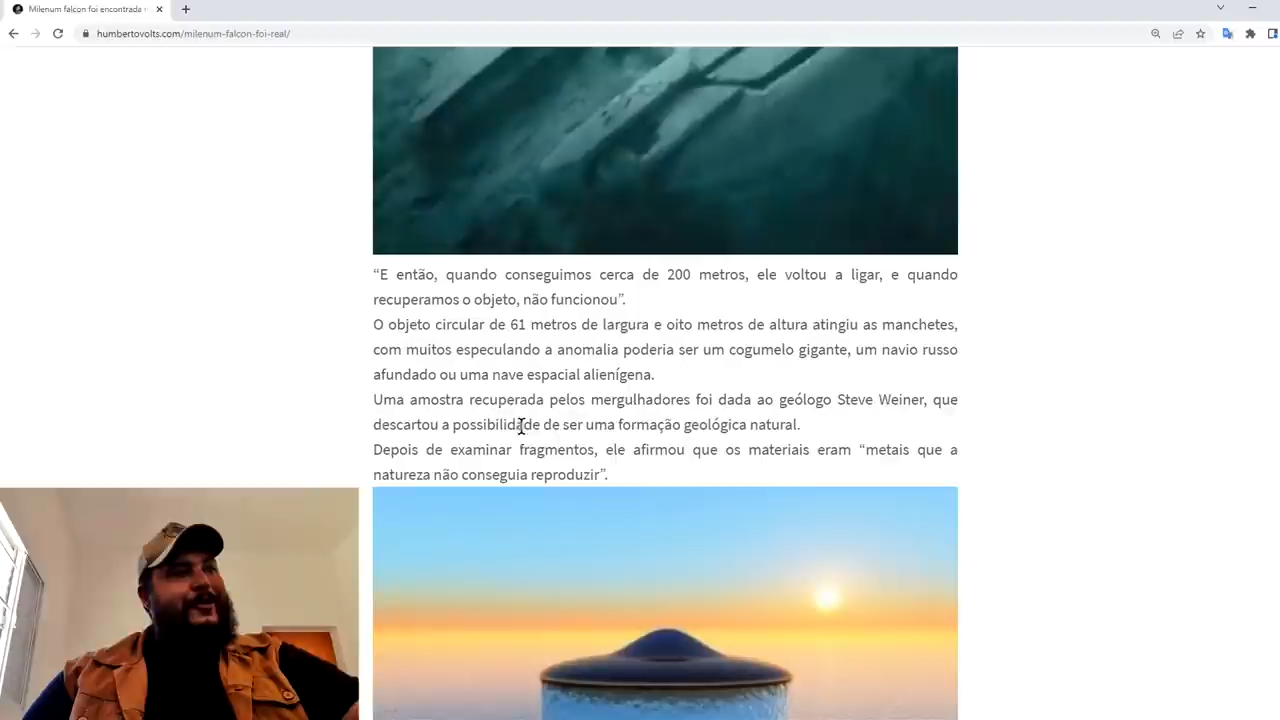 Milenum falcon foi encontrada
humbertovolts.com/milenum-falcon-foi-real/
“E então, quando conseguimos cerca de 200 metros, ele voltou a ligar, e quando
recuperamos o objeto, não funcionou”.
O objeto circular de 61 metros de largura e oito metros de altura atingiu as manchetes,
com muitos especulando a anomalia poderia ser um cogumelo gigante, um navio russo
afundado ou uma nave espacial alienígena.
Uma amostra recuperada pelos mergulhadores foi dada ao geólogo Steve Weiner, que
descartou a possibilidade de ser uma formação geológica natural.
Depois de examinar fragmentos, ele afirmou que os materiais eram “metais que a
natureza não conseguia reproduzir”.